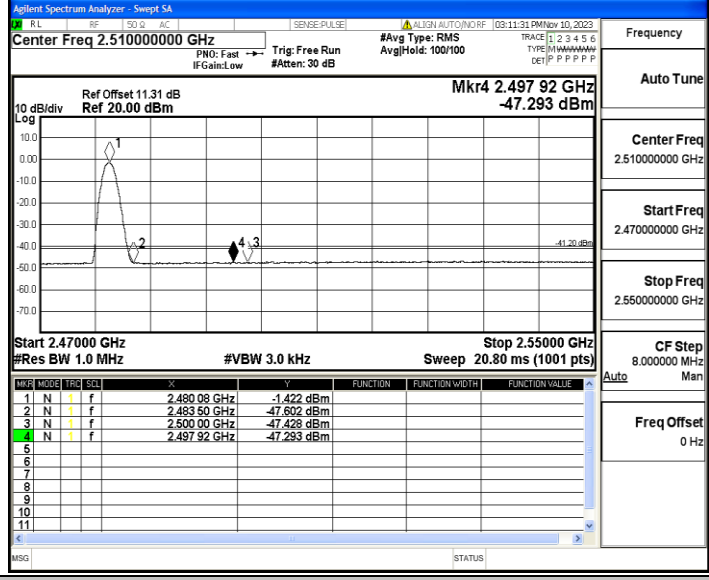 Agilent Spectrum Analyzer - Swept SA
RL RF 50 Ω AC SENSE:PULSE ALIGN AUTO/NO RF 03:11:31 PM Nov 10, 2023
Center Freq 2.510000000 GHz
PNO: Fast
IFGain:Low
Trig: Free Run
#Atten: 30 dB
#Avg Type: RMS
Avg|Hold: 100/100
TRACE 1 2 3 4 5 6
TYPE MWWWWW
DET P P P P P P
Ref Offset 11.31 dB
10 dB/div Ref 20.00 dBm
Log
Mkr4 2.497 92 GHz
-47.293 dBm
10.0
0.00
-10.0
-20.0
-30.0
-40.0
-50.0
-60.0
-70.0
1
2
4
3
-41.20 dBm
Start 2.47000 GHz Stop 2.55000 GHz
#Res BW 1.0 MHz #VBW 3.0 kHz Sweep 20.80 ms (1001 pts)
MKR MODE TRC SCL X Y FUNCTION FUNCTION WIDTH FUNCTION VALUE
1 N 1 f 2.480 08 GHz -1.422 dBm
2 N 1 f 2.483 50 GHz -47.602 dBm
3 N 1 f 2.500 00 GHz -47.428 dBm
4 N 1 f 2.497 92 GHz -47.293 dBm
5
6
7
8
9
10
11
MSG STATUS
Frequency
Auto Tune
Center Freq
2.510000000 GHz
Start Freq
2.470000000 GHz
Stop Freq
2.550000000 GHz
CF Step
8.000000 MHz
Auto Man
Freq Offset
0 Hz